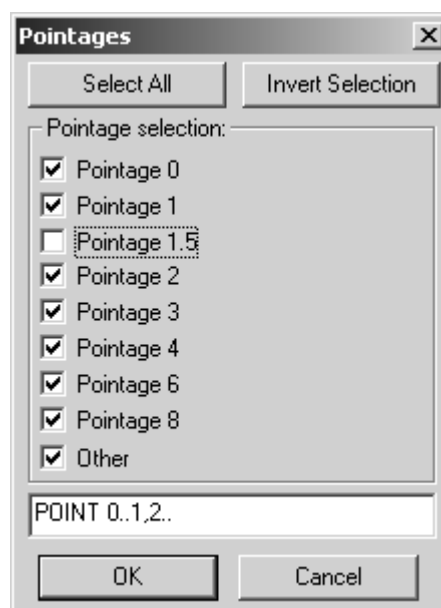 Pointages
Select All Invert Selection
Pointage selection:
Pointage 0
Pointage 1
Pointage 1.5
Pointage 2
Pointage 3
Pointage 4
Pointage 6
Pointage 8
Other
POINT 0..1,2..
OK Cancel